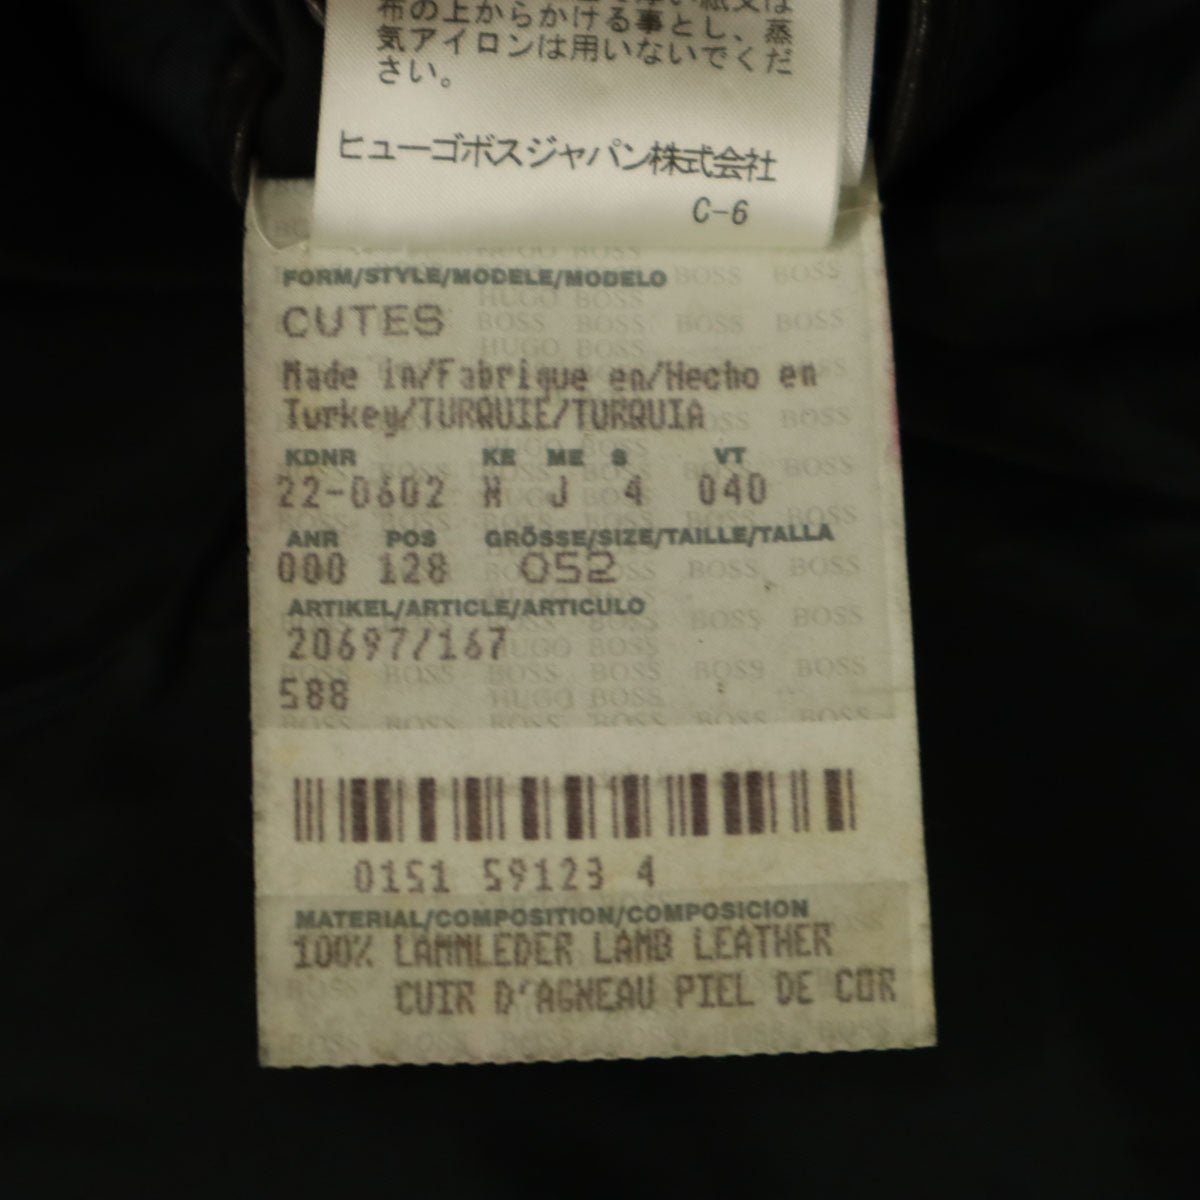 布の上からかける事とし、蒸
気アイロンは用いないでくだ
さい。
ヒューゴボスジャパン株式会社
C-6
FORM/STYLE/MODELE/MODELO
CUTES
Made in/Fabrique en/Hecho en
Turkey/TURQUIE/TURQUIA
KDNR KE ME S VT
22-0602 M J 4 040
ANR POS GRÖSSE/SIZE/TAILLE/TALLA
000 128 052
ARTIKEL/ARTICLE/ARTICULO
20697/167
588
0151 59123 4
MATERIAL/COMPOSITION/COMPOSICION
100% LAMMLEDER LAMB LEATHER
CUIR D'AGNEAU PIEL DE COR